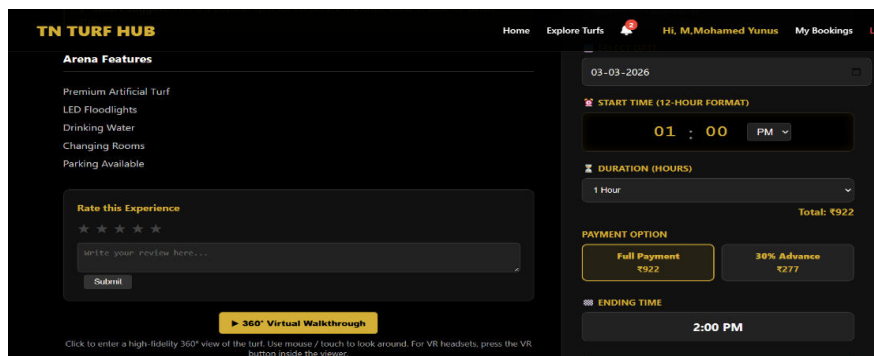 TN TURF HUB
Home Explore Turfs 2 Hi, M,Mohamed Yunus My Bookings
Arena Features
Premium Artificial Turf
LED Floodlights
Drinking Water
Changing Rooms
Parking Available
Rate this Experience
★ ★ ★ ★ ★
Write your review here...
Submit
▶ 360° Virtual Walkthrough
Click to enter a high-fidelity 360° view of the turf. Use mouse / touch to look around. For VR headsets, press the VR
button inside the viewer.
03-03-2026
START TIME (12-HOUR FORMAT)
01 : 00 PM
DURATION (HOURS)
1 Hour
Total: ₹922
PAYMENT OPTION
Full Payment
₹922
30% Advance
₹277
ENDING TIME
2:00 PM